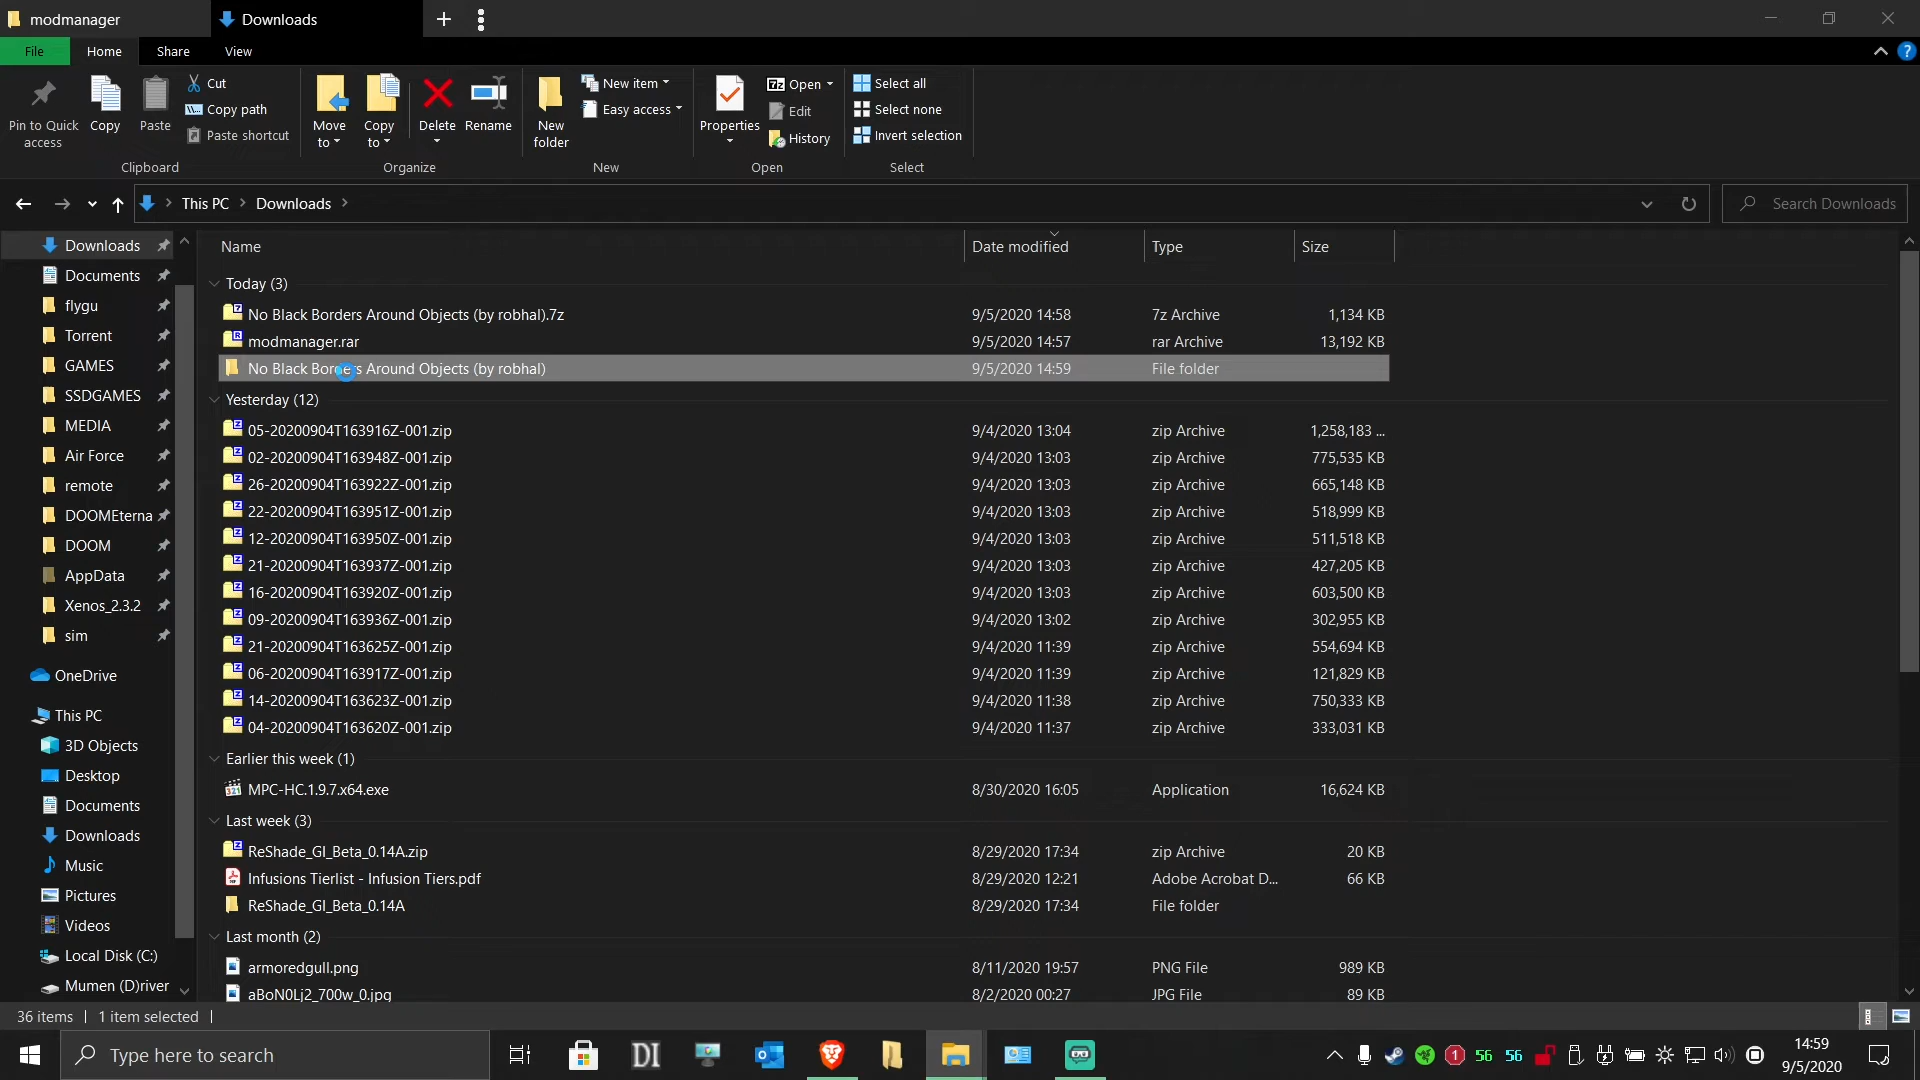 modmanager
Downloads
File
Home
Share
View
Pin to Quick
access
Copy
Paste
Cut
Copy path
Paste shortcut
Move
to
Copy
to
Delete
Rename
New
folder
New item
Easy access
Properties
Open
Edit
History
Select all
Select none
Invert selection
Clipboard
Organize
New
Open
Select
This PC
Downloads
Search Downloads
Downloads
Documents
flygu
Torrent
GAMES
SSDGAMES
MEDIA
Air Force
remote
DOOMEterna
DOOM
AppData
Xenos_2.3.2
sim
OneDrive
This PC
3D Objects
Desktop
Documents
Downloads
Music
Pictures
Videos
Local Disk (C:)
Mumen (D)river
Name Date modified Type Size
Today (3)
No Black Borders Around Objects (by robhal).7z 9/5/2020 14:58 7z Archive 1,134 KB
modmanager.rar 9/5/2020 14:57 rar Archive 13,192 KB
No Black Borders Around Objects (by robhal) 9/5/2020 14:59 File folder
Yesterday (12)
05-20200904T163916Z-001.zip 9/4/2020 13:04 zip Archive 1,258,183 ...
02-20200904T163948Z-001.zip 9/4/2020 13:03 zip Archive 775,535 KB
26-20200904T163922Z-001.zip 9/4/2020 13:03 zip Archive 665,148 KB
22-20200904T163951Z-001.zip 9/4/2020 13:03 zip Archive 518,999 KB
12-20200904T163950Z-001.zip 9/4/2020 13:03 zip Archive 511,518 KB
21-20200904T163937Z-001.zip 9/4/2020 13:03 zip Archive 427,205 KB
16-20200904T163920Z-001.zip 9/4/2020 13:03 zip Archive 603,500 KB
09-20200904T163936Z-001.zip 9/4/2020 13:02 zip Archive 302,955 KB
21-20200904T163625Z-001.zip 9/4/2020 11:39 zip Archive 554,694 KB
06-20200904T163917Z-001.zip 9/4/2020 11:39 zip Archive 121,829 KB
14-20200904T163623Z-001.zip 9/4/2020 11:38 zip Archive 750,333 KB
04-20200904T163620Z-001.zip 9/4/2020 11:37 zip Archive 333,031 KB
Earlier this week (1)
MPC-HC.1.9.7.x64.exe 8/30/2020 16:05 Application 16,624 KB
Last week (3)
ReShade_GI_Beta_0.14A.zip 8/29/2020 17:34 zip Archive 20 KB
Infusions Tierlist - Infusion Tiers.pdf 8/29/2020 12:21 Adobe Acrobat D... 66 KB
ReShade_GI_Beta_0.14A 8/29/2020 17:34 File folder
Last month (2)
armoredgull.png 8/11/2020 19:57 PNG File 989 KB
aBoN0Lj2_700w_0.jpg 8/2/2020 00:27 JPG File 89 KB
36 items
1 item selected
Type here to search
DI
1
56
56
14:59
9/5/2020